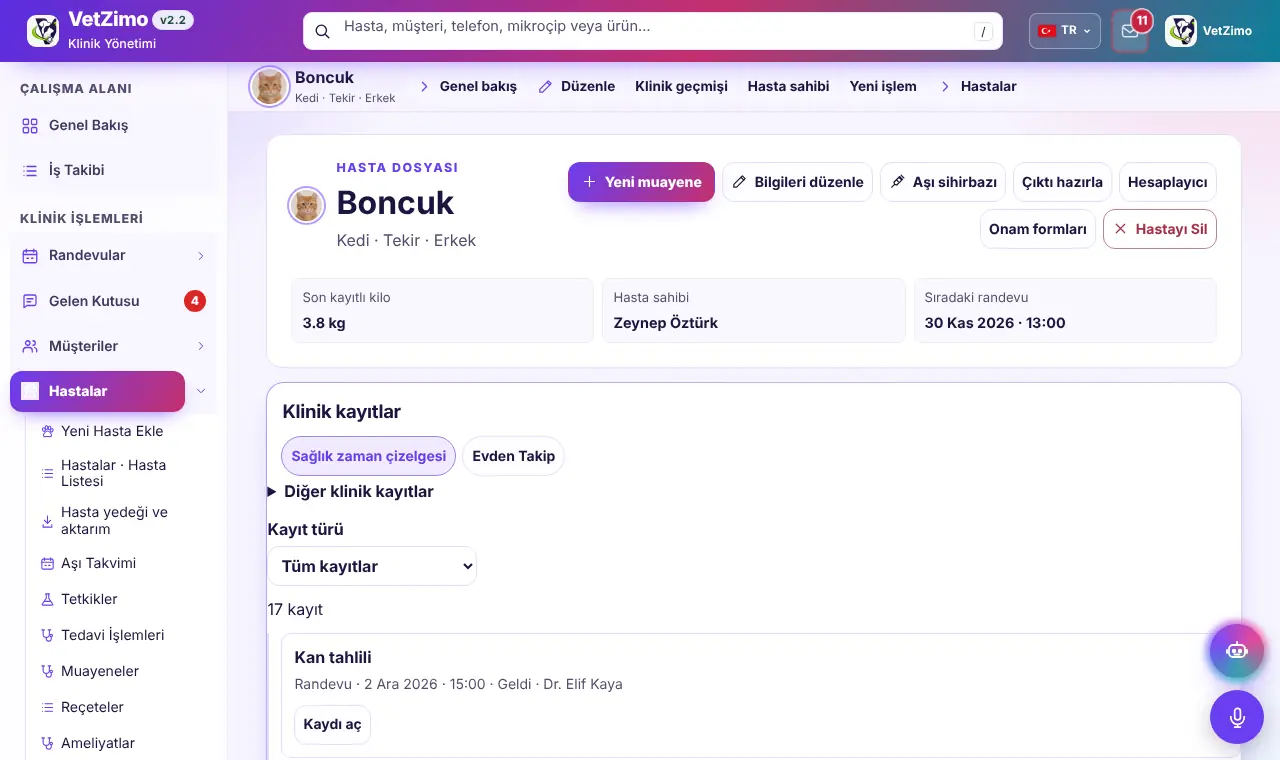 VetZimo v2.2
Klinik Yönetimi
Hasta, müşteri, telefon, mikroçip veya ürün...
/
TR
11
VetZimo
ÇALIŞMA ALANI
Genel Bakış
İş Takibi
KLİNİK İŞLEMLERİ
Randevular
Gelen Kutusu
4
Müşteriler
Hastalar
Yeni Hasta Ekle
Hastalar · Hasta
Listesi
Hasta yedeği ve
aktarım
Aşı Takvimi
Tetkikler
Tedavi İşlemleri
Muayeneler
Reçeteler
Ameliyatlar
Boncuk
Kedi · Tekir · Erkek
Genel bakış
Düzenle
Klinik geçmişi
Hasta sahibi
Yeni işlem
Hastalar
HASTA DOSYASI
Boncuk
Kedi · Tekir · Erkek
Yeni muayene
Bilgileri düzenle
Aşı sihirbazı
Çıktı hazırla
Hesaplayıcı
Onam formları
Hastayı Sil
Son kayıtlı kilo
3.8 kg
Hasta sahibi
Zeynep Öztürk
Sıradaki randevu
30 Kas 2026 · 13:00
Klinik kayıtlar
Sağlık zaman çizelgesi
Evden Takip
Diğer klinik kayıtlar
Kayıt türü
Tüm kayıtlar
17 kayıt
Kan tahlili
Randevu · 2 Ara 2026 · 15:00 · Geldi · Dr. Elif Kaya
Kaydı aç